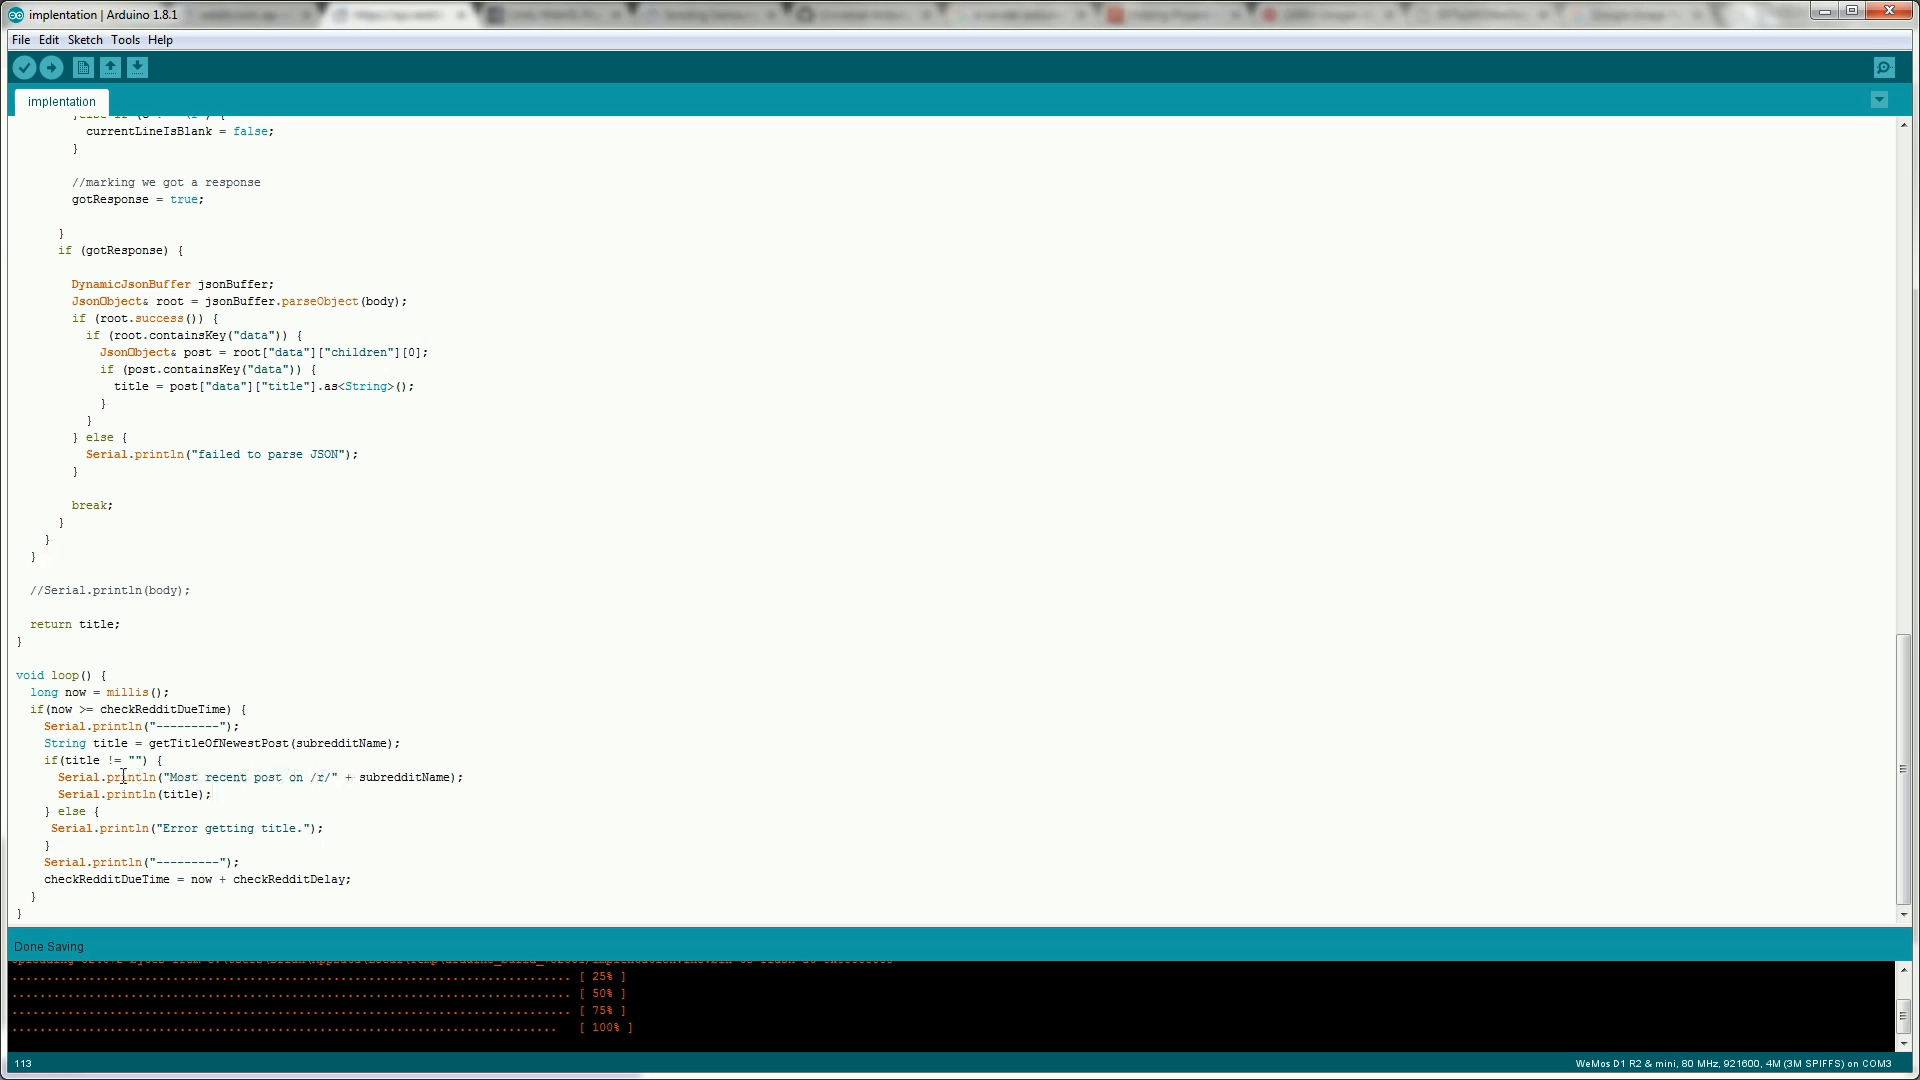 implentation | Arduino 1.8.1
File Edit Sketch Tools Help
implentation
currentLineIsBlank = false;
}
//marking we got a response
gotResponse = true;
}
if (gotResponse) {
DynamicJsonBuffer jsonBuffer;
JsonObject& root = jsonBuffer.parseObject(body);
if (root.success()) {
if (root.containsKey("data")) {
JsonObject& post = root["data"]["children"][0];
if (post.containsKey("data")) {
title = post["data"]["title"].as<String>();
}
}
} else {
Serial.println("failed to parse JSON");
}
break;
}
}
}
//Serial.println(body);
return title;
}
void loop() {
long now = millis();
if(now >= checkRedditDueTime) {
Serial.println("---------");
String title = getTitleOfNewestPost(subredditName);
if(title != "") {
Serial.println("Most recent post on /r/" + subredditName);
Serial.println(title);
} else {
Serial.println("Error getting title.");
}
Serial.println("---------");
checkRedditDueTime = now + checkRedditDelay;
}
}
Done Saving.
................................................................................ [ 25% ]
................................................................................ [ 50% ]
................................................................................ [ 75% ]
.............................................................................. [ 100% ]
113
WeMos D1 R2 & mini, 80 MHz, 921600, 4M (3M SPIFFS) on COM3